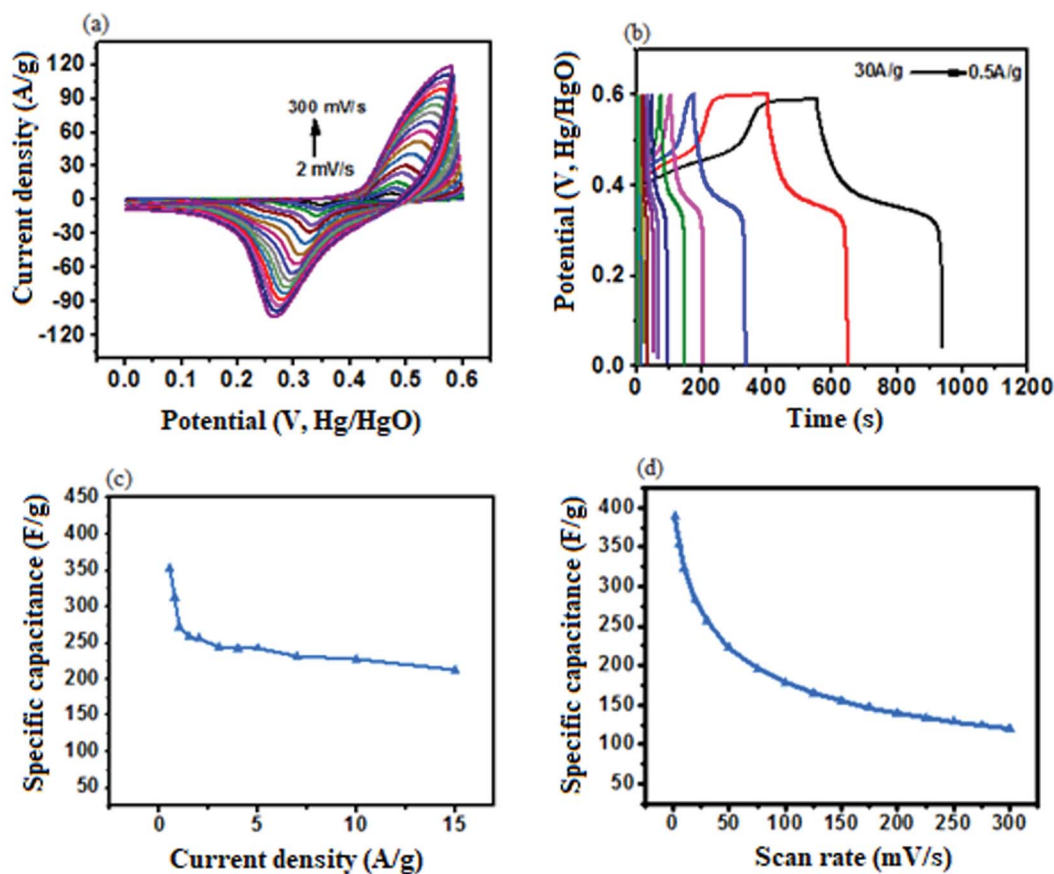 (a)
Current density (A/g)
120
90
60
30
0
-30
-60
-90
-120
300 mV/s
2 mV/s
0.0 0.1 0.2 0.3 0.4 0.5 0.6
Potential (V, Hg/HgO)
(b)
Potential (V, Hg/HgO)
0.6
0.4
0.2
0.0
30A/g 0.5A/g
0 200 400 600 800 1000 1200
Time (s)
(c)
Specific capacitance (F/g)
450
400
350
300
250
200
150
100
50
0 5 10 15
Current density (A/g)
(d)
Specific capacitance (F/g)
400
350
300
250
200
150
100
50
0 50 100 150 200 250 300
Scan rate (mV/s)